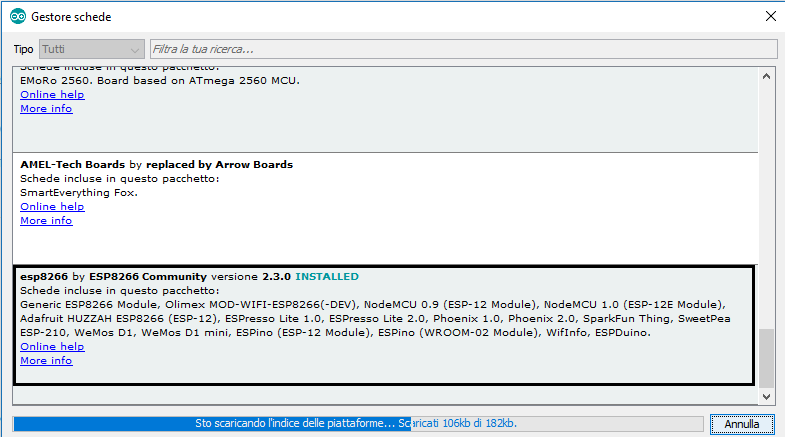 Gestore schede
Tipo Tutti Filtra la tua ricerca...
Schede incluse in questo pacchetto:
EMoRo 2560. Board based on ATmega 2560 MCU.
Online help
More info
AMEL-Tech Boards by replaced by Arrow Boards
Schede incluse in questo pacchetto:
SmartEverything Fox.
Online help
More info
esp8266 by ESP8266 Community versione 2.3.0 INSTALLED
Schede incluse in questo pacchetto:
Generic ESP8266 Module, Olimex MOD-WIFI-ESP8266(-DEV), NodeMCU 0.9 (ESP-12 Module), NodeMCU 1.0 (ESP-12E Module),
Adafruit HUZZAH ESP8266 (ESP-12), ESPresso Lite 1.0, ESPresso Lite 2.0, Phoenix 1.0, Phoenix 2.0, SparkFun Thing, SweetPea
ESP-210, WeMos D1, WeMos D1 mini, ESPino (ESP-12 Module), ESPino (WROOM-02 Module), WifInfo, ESPDuino.
Online help
More info
Sto scaricando l'indice delle piattaforme... Scaricati 106kb di 182kb.
Annulla